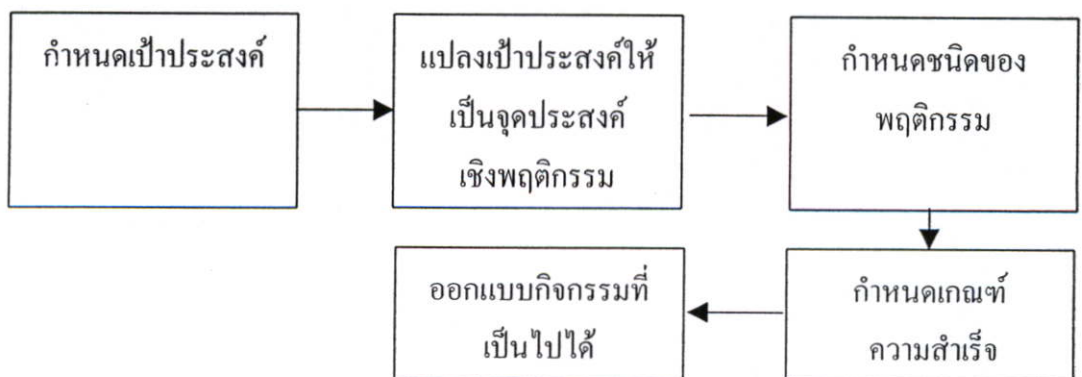 กำหนดเป้าประสงค์
แปลงเป้าประสงค์ให้
เป็นจุดประสงค์
เชิงพฤติกรรม
กำหนดชนิดของ
พฤติกรรม
กำหนดเกณฑ์
ความสำเร็จ
ออกแบบกิจกรรมที่
เป็นไปได้